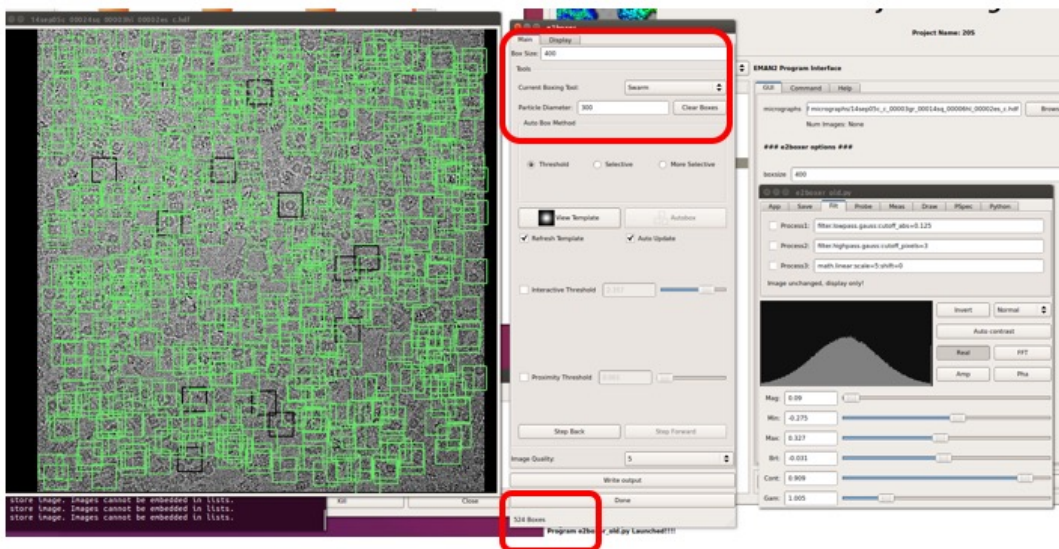 14sep05c 00024sq 00003hl 00002es c.hdf
Project Name: 205
Main Display
Box Size: 400
Tools
Current Boxing Tool: Swarm
Particle Diameter: 300 Clear Boxes
Auto Box Method
Threshold Selective More Selective
View Template Autobox
Refresh Template Auto Update
Interactive Threshold
Proximity Threshold
Step Back Step Forward
Image Quality: 5
Write output
Done
524 Boxes
EMAN2 Program Interface
GUI Command Help
micrographs Brows
Num Images: None
### e2boxer options ###
boxsize 400
e2boxer_old.py
App Save Filt Probe Meas Draw PSpec Python
Process1: filter.lowpass.gauss:cutoff_abs=0.125
Process2: filter.highpass.gauss:cutoff_pixels=3
Process3: math.linear:scale=5:shift=0
Image unchanged, display only!
Invert Normal
Auto contrast
Real FFT
Amp Pha
Mag: 0.09
Min: -0.275
Max: 0.327
Brt: -0.031
Cont: 0.909
Gam: 1.005
store image. Images cannot be embedded in lists.
store image. Images cannot be embedded in lists.
store image. Images cannot be embedded in lists.
Kill Close
Program e2boxer_old.py Launched!!!!